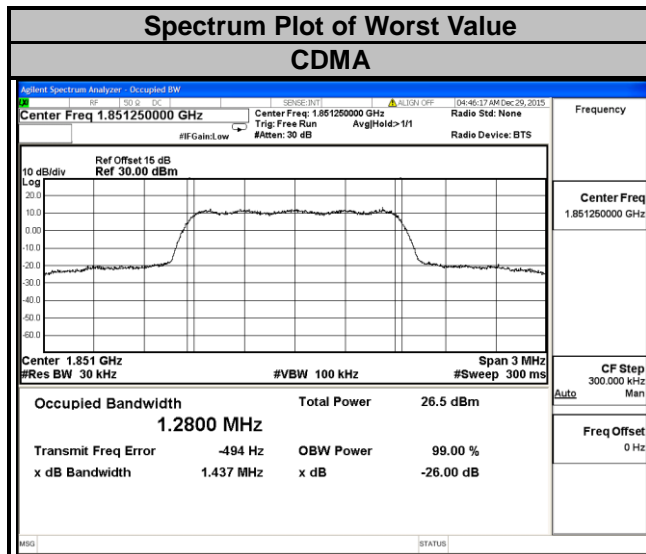 Spectrum Plot of Worst Value
CDMA
Agilent Spectrum Analyzer - Occupied BW
RF 50 Ω DC SENSE:INT ALIGN OFF 04:46:17 AM Dec 29, 2015
Center Freq 1.851250000 GHz
Center Freq: 1.851250000 GHz
Radio Std: None
Trig: Free Run Avg|Hold:>1/1
#IFGain:Low #Atten: 30 dB Radio Device: BTS
Frequency
Ref Offset 15 dB
10 dB/div Ref 30.00 dBm
Log
20.0
10.0
0.00
-10.0
-20.0
-30.0
-40.0
-50.0
-60.0
Center Freq
1.851250000 GHz
Center 1.851 GHz Span 3 MHz
#Res BW 30 kHz #VBW 100 kHz #Sweep 300 ms
CF Step
300.000 kHz
Auto Man
Occupied Bandwidth Total Power 26.5 dBm
1.2800 MHz
Transmit Freq Error -494 Hz OBW Power 99.00 %
x dB Bandwidth 1.437 MHz x dB -26.00 dB
Freq Offset
0 Hz
MSG STATUS